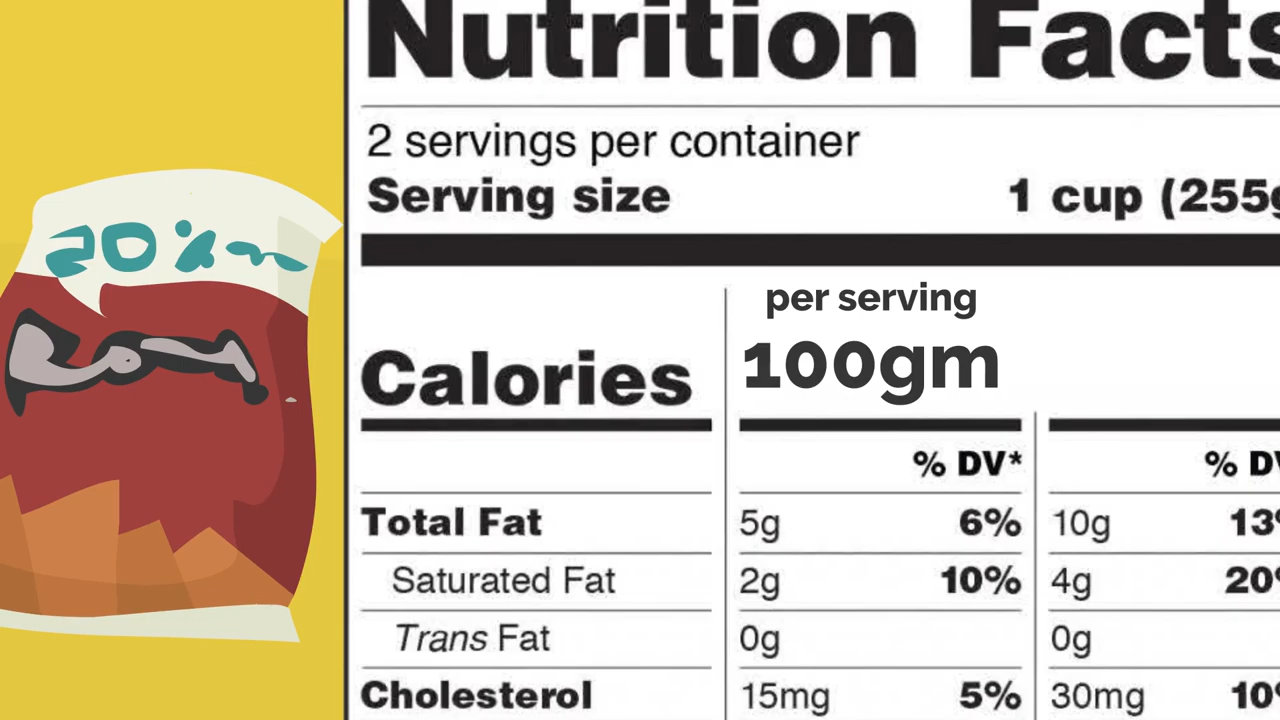 Nutrition Facts
2 servings per container
Serving size 1 cup (255g
per serving
Calories 100gm
% DV* % DV
Total Fat 5g 6% 10g 13%
Saturated Fat 2g 10% 4g 20%
Trans Fat 0g 0g
Cholesterol 15mg 5% 30mg 10%
20%